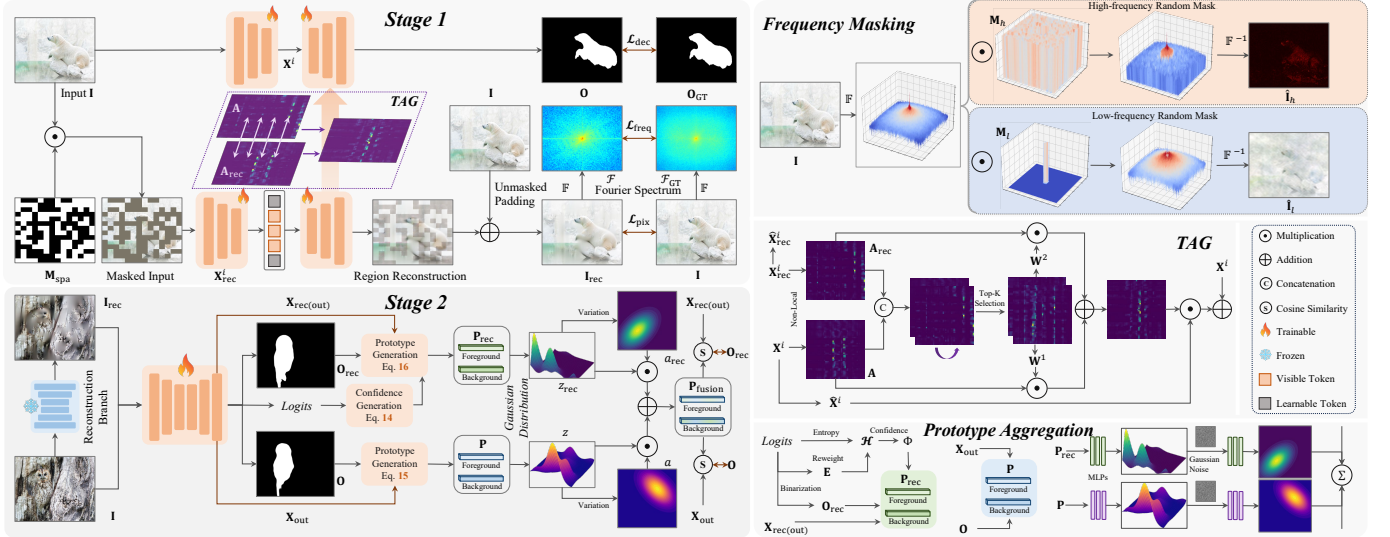 Stage 1
Input I
X^i
L_dec
O
O_GT
TAG
A
A_rec
I
L_freq
F
F_GT
Fourier Spectrum
𝔽
𝔽
Unmasked
Padding
L_pix
M_spa
Masked Input
X^i_rec
Region Reconstruction
I_rec
I
Stage 2
I_rec
Reconstruction
Branch
I
X_rec(out)
O_rec
Prototype
Generation
Eq. 16
Logits
Confidence
Generation
Eq. 14
O
Prototype
Generation
Eq. 15
X_out
P_rec
Foreground
Background
Gaussian
Distribution
P
Foreground
Background
Variation
z_rec
a_rec
z
a
Variation
X_rec(out)
S
O_rec
P_fusion
Foreground
Background
S
O
X_out
Frequency Masking
I
𝔽
High-frequency Random Mask
M_h
𝔽^-1
Î_h
Low-frequency Random Mask
M_l
𝔽^-1
Î_l
TAG
X̂^i_rec
X^i_rec
A_rec
Non-Local
X^i
A
X̂^i
C
Top-K
Selection
W^2
W^1
X^i
Multiplication
Addition
C Concatenation
S Cosine Similarity
Trainable
Frozen
Visible Token
Learnable Token
Prototype Aggregation
Logits
Entropy
H
Confidence
Φ
Reweight
E
Binarization
O_rec
X_rec(out)
P_rec
Foreground
Background
X_out
P
Foreground
Background
O
P_rec
MLPs
Gaussian
Noise
P
Σ